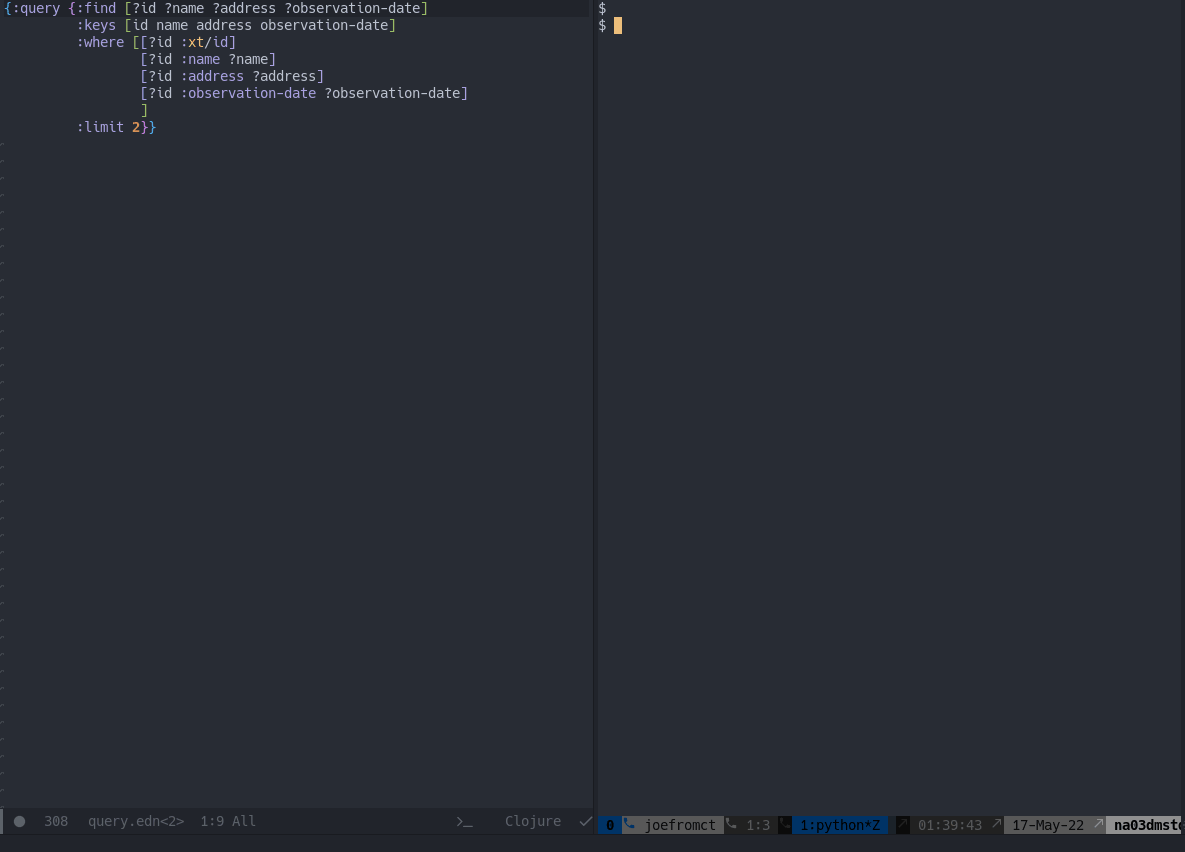 {:query {:find [?id ?name ?address ?observation-date]
:keys [id name address observation-date]
:where [[?id :xt/id]
[?id :name ?name]
[?id :address ?address]
[?id :observation-date ?observation-date]
]
:limit 2}}
308 query.edn<2> 1:9 All >_ Clojure
$
$
0 joefromct 1:3 1:python*Z 01:39:43 17-May-22